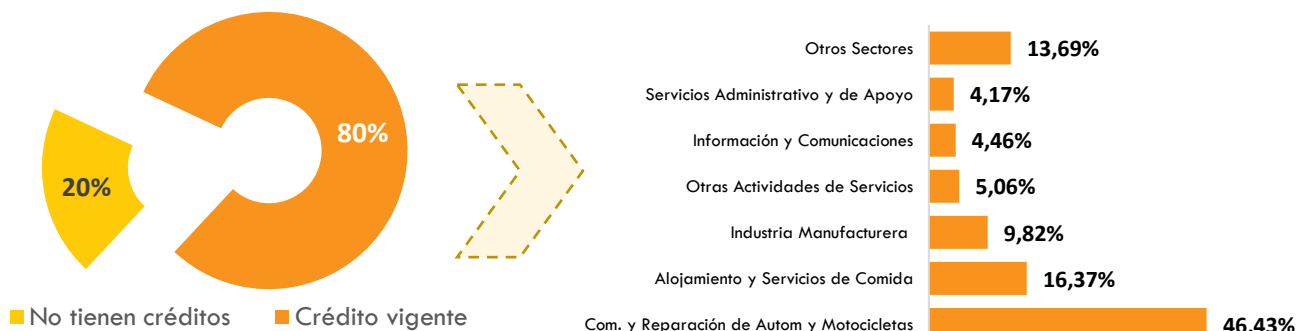 80%
20%
No tienen créditos
Crédito vigente
Otros Sectores 13,69%
Servicios Administrativo y de Apoyo 4,17%
Información y Comunicaciones 4,46%
Otras Actividades de Servicios 5,06%
Industria Manufacturera 9,82%
Alojamiento y Servicios de Comida 16,37%
Com. y Reparación de Autom y Motocicletas 46,43%